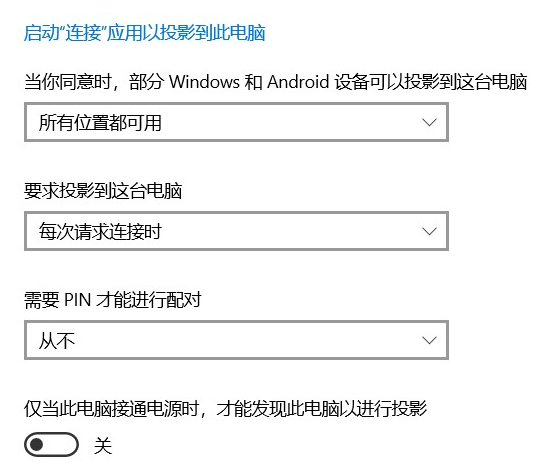 启动“连接”应用以投影到此电脑
当你同意时，部分 Windows 和 Android 设备可以投影到这台电脑
所有位置都可用
要求投影到这台电脑
每次请求连接时
需要 PIN 才能进行配对
从不
仅当此电脑接通电源时，才能发现此电脑以进行投影
关